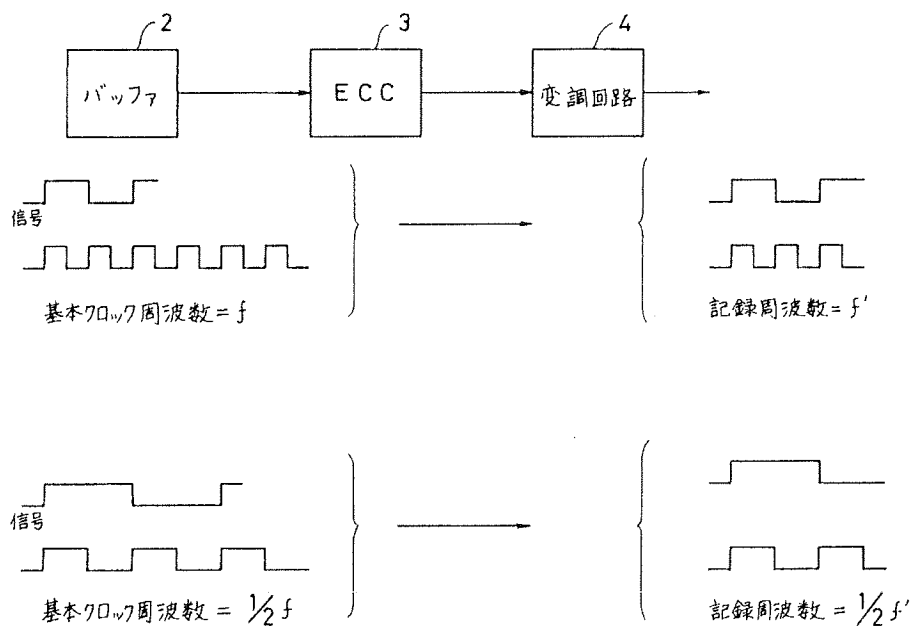 2
3
4
バッファ
ECC
変調回路
信号
基本クロック周波数 = f
記録周波数 = f'
信号
基本クロック周波数 = 1/2 f
記録周波数 = 1/2 f'